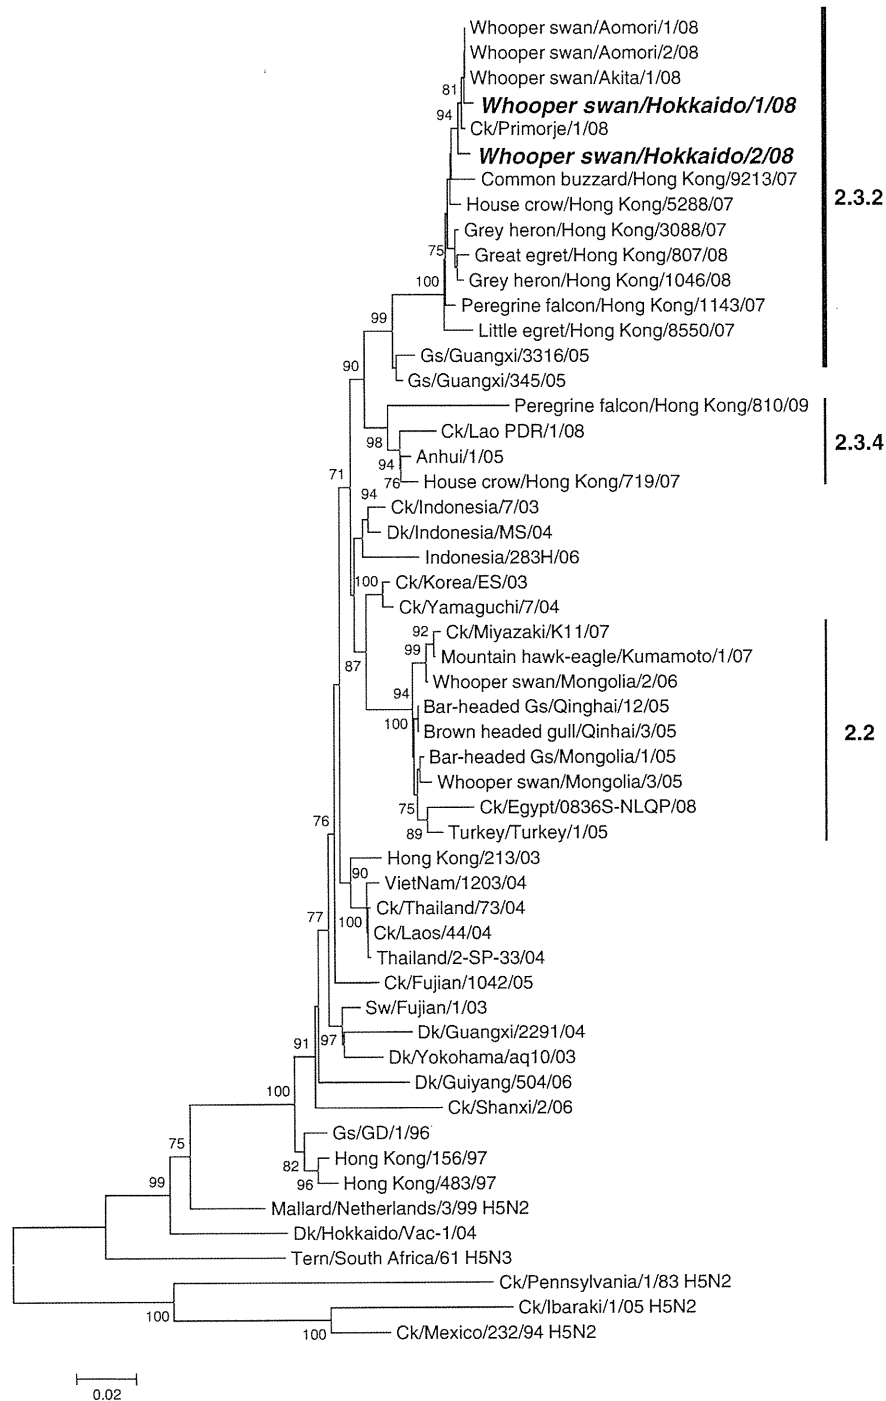 Whooper swan/Aomori/1/08
Whooper swan/Aomori/2/08
Whooper swan/Akita/1/08
81
Whooper swan/Hokkaido/1/08
94
Ck/Primorje/1/08
Whooper swan/Hokkaido/2/08
Common buzzard/Hong Kong/9213/07
2.3.2
House crow/Hong Kong/5288/07
Grey heron/Hong Kong/3088/07
75
Great egret/Hong Kong/807/08
100
Grey heron/Hong Kong/1046/08
Peregrine falcon/Hong Kong/1143/07
99
Little egret/Hong Kong/8550/07
Gs/Guangxi/3316/05
90
Gs/Guangxi/345/05
Peregrine falcon/Hong Kong/810/09
Ck/Lao PDR/1/08
98
2.3.4
Anhui/1/05
94
71
76
House crow/Hong Kong/719/07
94
Ck/Indonesia/7/03
Dk/Indonesia/MS/04
Indonesia/283H/06
100
Ck/Korea/ES/03
Ck/Yamaguchi/7/04
92
Ck/Miyazaki/K11/07
99
Mountain hawk-eagle/Kumamoto/1/07
87
Whooper swan/Mongolia/2/06
94
Bar-headed Gs/Qinghai/12/05
100
Brown headed gull/Qinhai/3/05
2.2
Bar-headed Gs/Mongolia/1/05
Whooper swan/Mongolia/3/05
75
Ck/Egypt/0836S-NLQP/08
76
89
Turkey/Turkey/1/05
Hong Kong/213/03
90
VietNam/1203/04
Ck/Thailand/73/04
77
100
Ck/Laos/44/04
Thailand/2-SP-33/04
Ck/Fujian/1042/05
Sw/Fujian/1/03
Dk/Guangxi/2291/04
91
97
Dk/Yokohama/aq10/03
Dk/Guiyang/504/06
100
Ck/Shanxi/2/06
Gs/GD/1/96
75
Hong Kong/156/97
82
96
Hong Kong/483/97
99
Mallard/Netherlands/3/99 H5N2
Dk/Hokkaido/Vac-1/04
Tern/South Africa/61 H5N3
Ck/Pennsylvania/1/83 H5N2
100
Ck/Ibaraki/1/05 H5N2
100
Ck/Mexico/232/94 H5N2
0.02